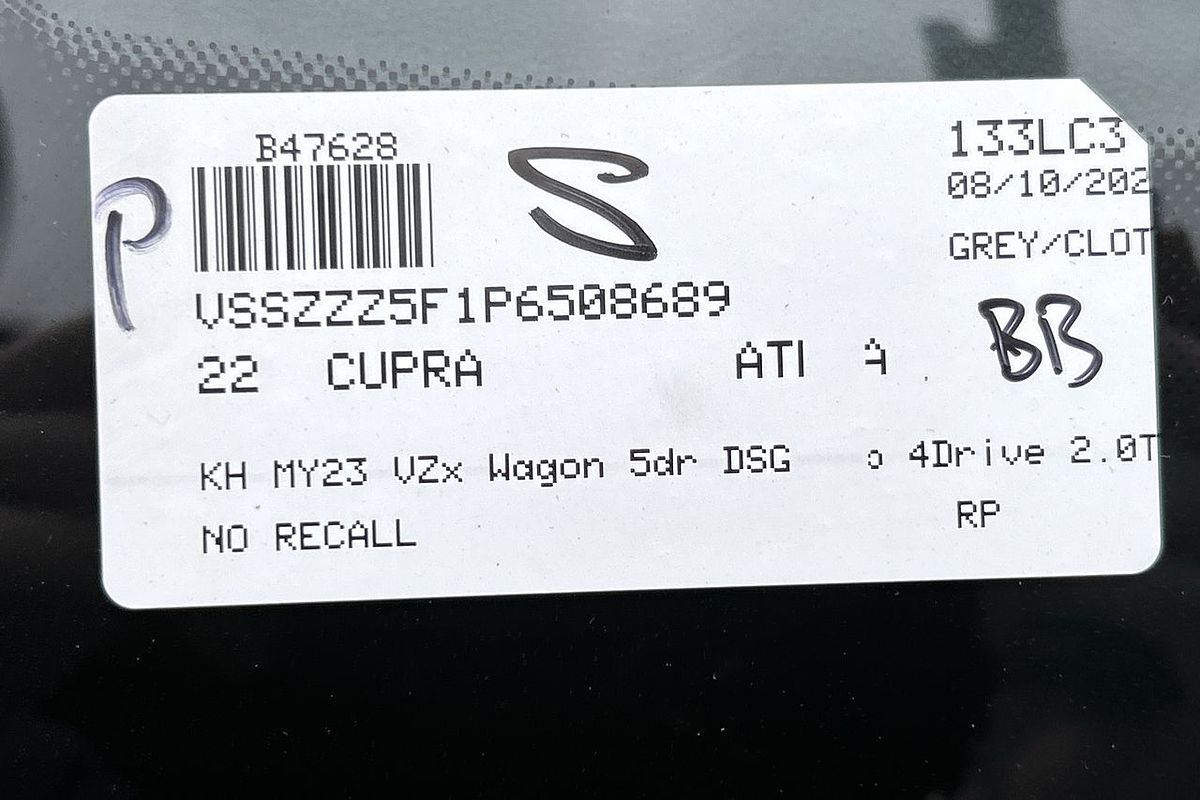 B47628
133LC3
08/10/202
GREY/CLOT
P
S
VSSZZZ5F1P6508689
22 CUPRA ATI
BB
KH MY23 VZx Wagon 5dr DSG 4Drive 2.0T
NO RECALL RP